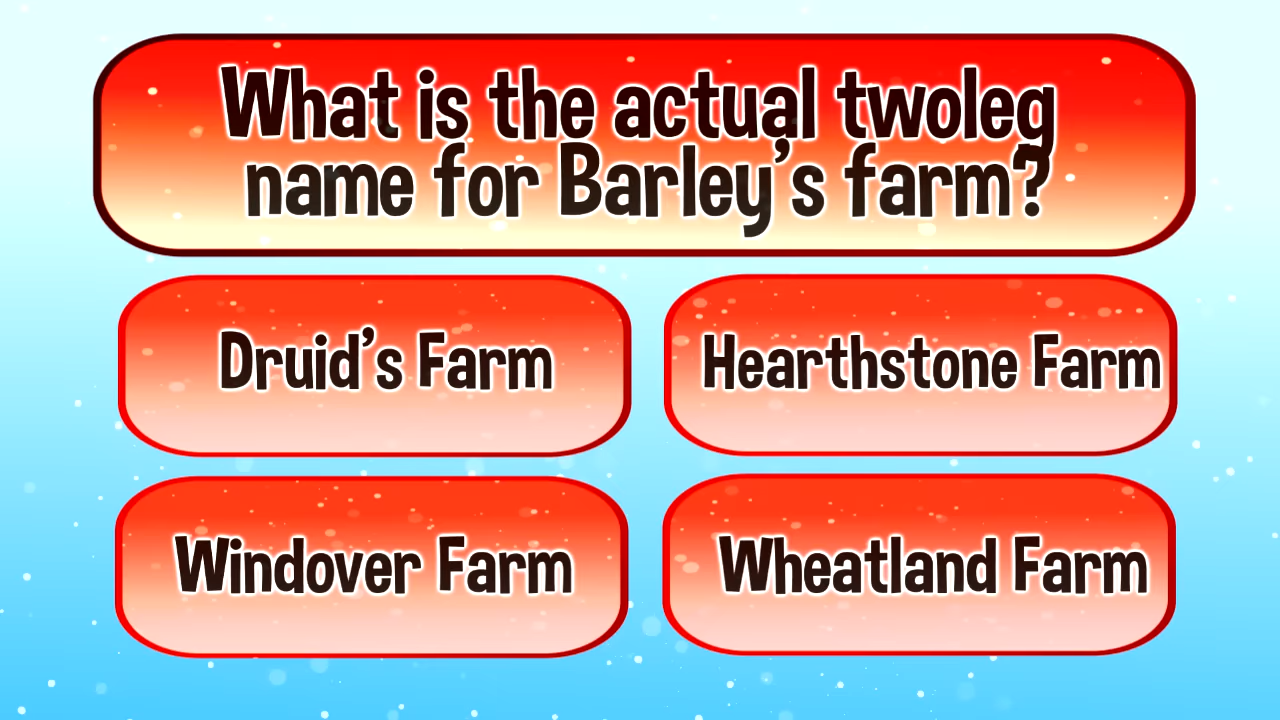 What is the actual twoleg
name for Barley's farm?
Druid's Farm
Hearthstone Farm
Windover Farm
Wheatland Farm